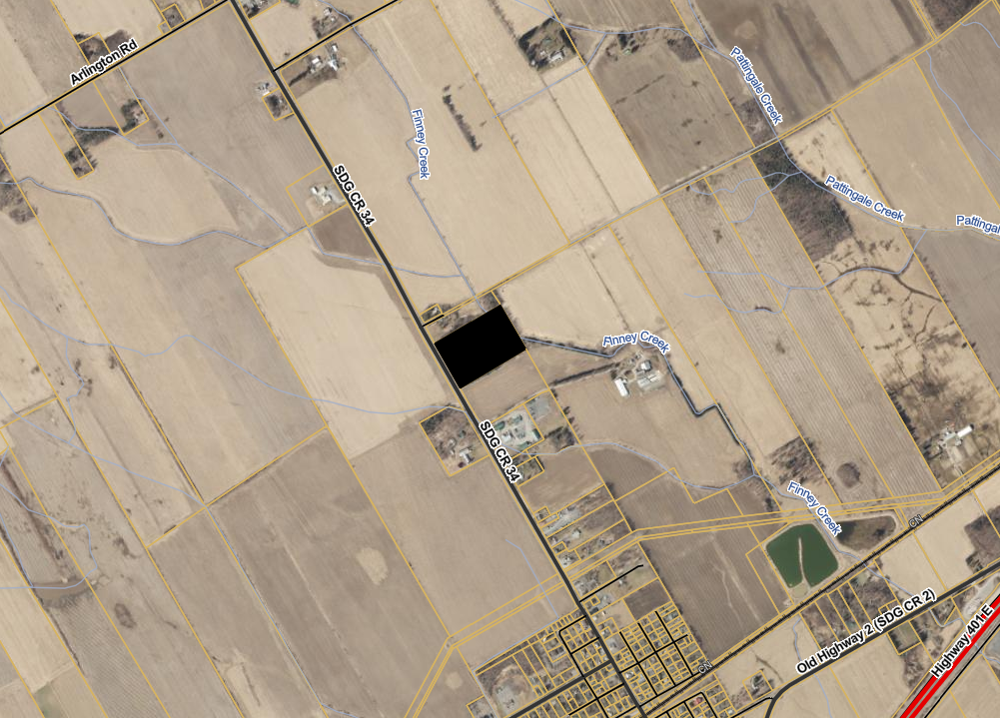 Arlington Rd
Pattingale Creek
Finney Creek
SDG CR 34
Pattingale Creek
Pattingal
Finney Creek
SDG CR 34
Finney Creek
CN
Old Highway 2 (SDG CR 2)
Highway 401 E
CN